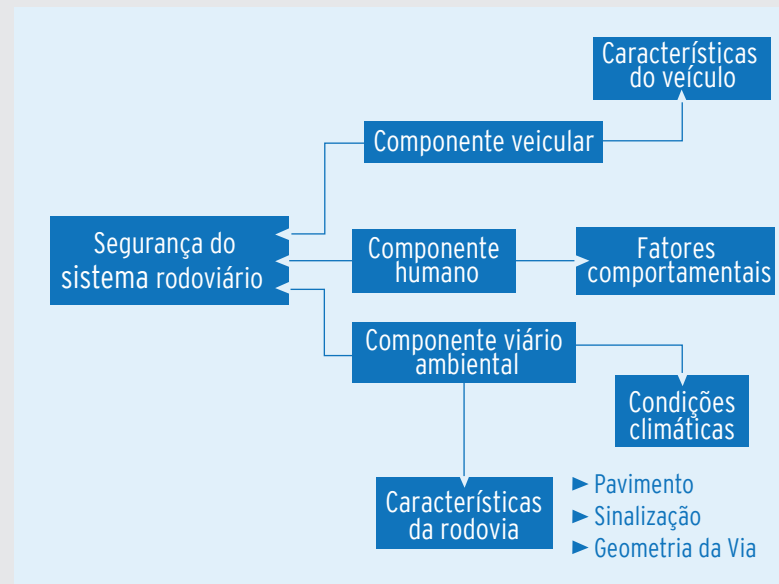 Características
do veículo
Componente veicular
Segurança do
sistema rodoviário
Componente
humano
Fatores
comportamentais
Componente viário
ambiental
Condições
climáticas
Características
da rodovia
► Pavimento
► Sinalização
► Geometria da Via